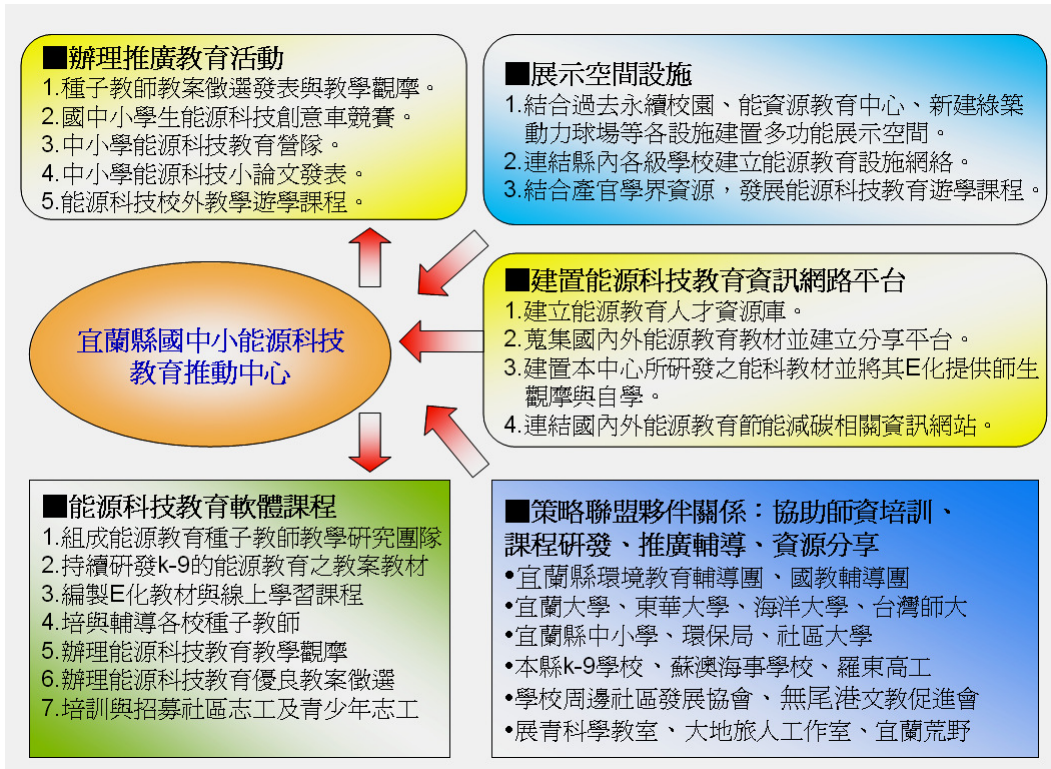 ■辦理推廣教育活動
1.種子教師教案徵選發表與教學觀摩。
2.國中小學生能源科技創意車競賽。
3.中小學能源科技教育營隊。
4.中小學能源科技小論文發表。
5.能源科技校外教學遊學課程。
■展示空間設施
1.結合過去永續校園、能資源教育中心、新建綠築
動力球場等各設施建置多功能展示空間。
2.連結縣內各級學校建立能源教育設施網絡。
3.結合產官學界資源，發展能源科技教育遊學課程。
宜蘭縣國中小能源科技
教育推動中心
■建置能源科技教育資訊網路平台
1.建立能源教育人才資源庫。
2.蒐集國內外能源教育教材並建立分享平台。
3.建置本中心所研發之能科教材並將其E化提供師生
觀摩與自學。
4.連結國內外能源教育節能減碳相關資訊網站。
■能源科技教育軟體課程
1.組成能源教育種子教師教學研究團隊
2.持續研發k-9的能源教育之教案教材
3.編製E化教材與線上學習課程
4.培與輔導各校種子教師
5.辦理能源科技教育教學觀摩
6.辦理能源科技教育優良教案徵選
7.培訓與招募社區志工及青少年志工
■策略聯盟夥伴關係：協助師資培訓、
課程研發、推廣輔導、資源分享
•宜蘭縣環境教育輔導團、國教輔導團
•宜蘭大學、東華大學、海洋大學、台灣師大
•宜蘭縣中小學、環保局、社區大學
•本縣k-9學校、蘇澳海事學校、羅東高工
•學校周邊社區發展協會、無尾港文教促進會
•展青科學教室、大地旅人工作室、宜蘭荒野